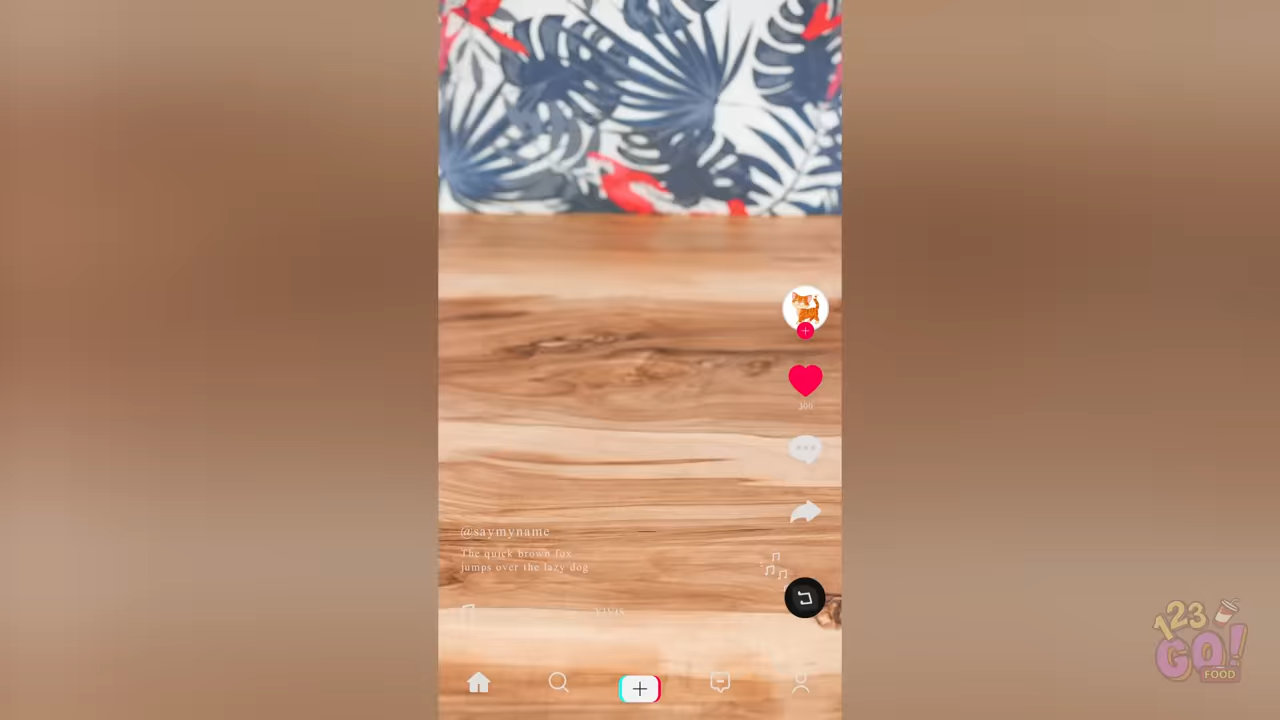 @saymyname
The quick brown fox
jumps over the lazy dog
123
GO!
FOOD